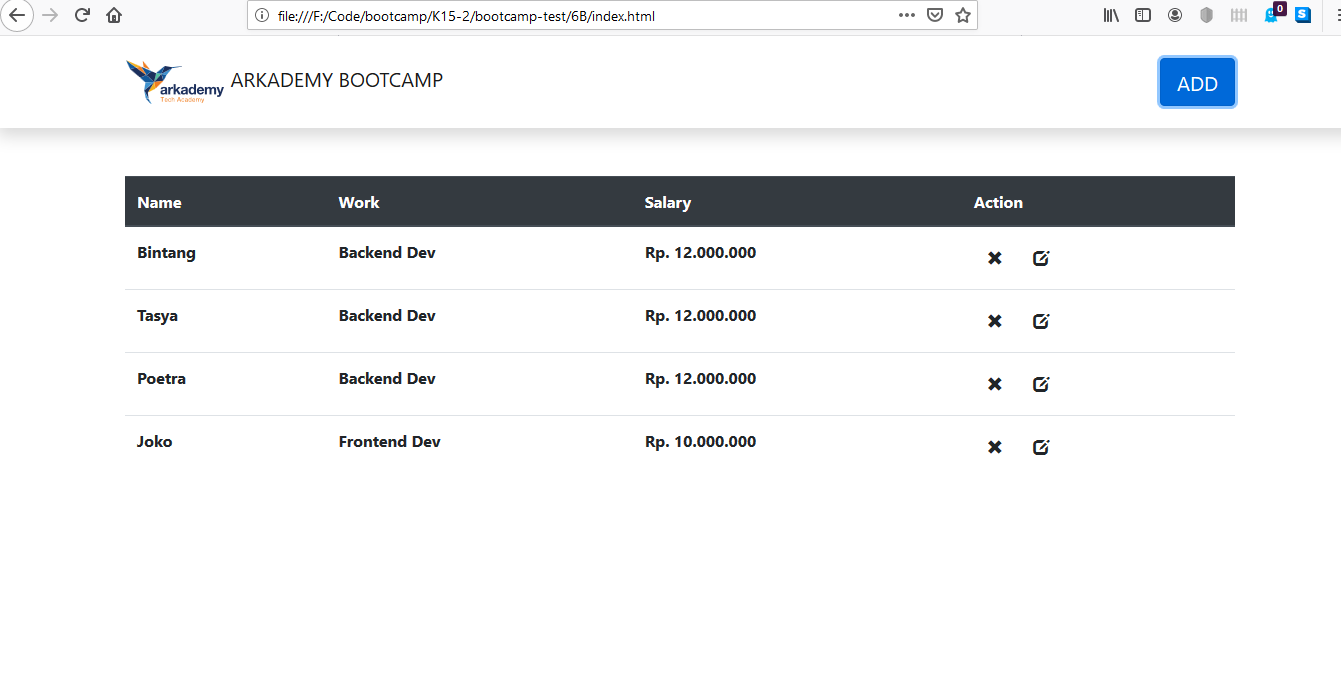 file:///F:/Code/bootcamp/K15-2/bootcamp-test/6B/index.html
0
S
arkademy
Tech Academy
ARKADEMY BOOTCAMP
ADD
Name Work Salary Action
Bintang Backend Dev Rp. 12.000.000
Tasya Backend Dev Rp. 12.000.000
Poetra Backend Dev Rp. 12.000.000
Joko Frontend Dev Rp. 10.000.000